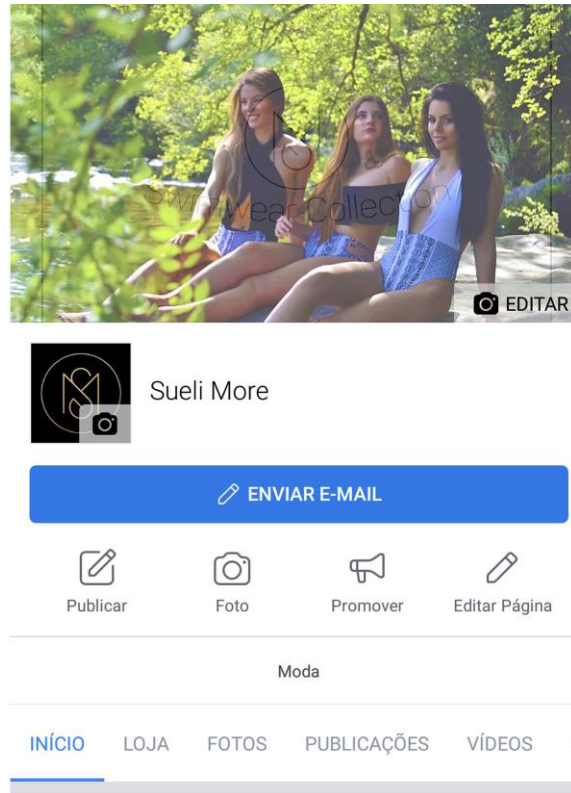 Swimwear Collection
EDITAR
Sueli More
ENVIAR E-MAIL
Publicar Foto Promover Editar Página
Moda
INÍCIO LOJA FOTOS PUBLICAÇÕES VÍDEOS